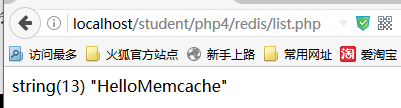 localhost/student/php4/redis/list.php
访问最多 火狐官方站点 新手上路 常用网址 淘 爱淘宝
string(13) "HelloMemcache"